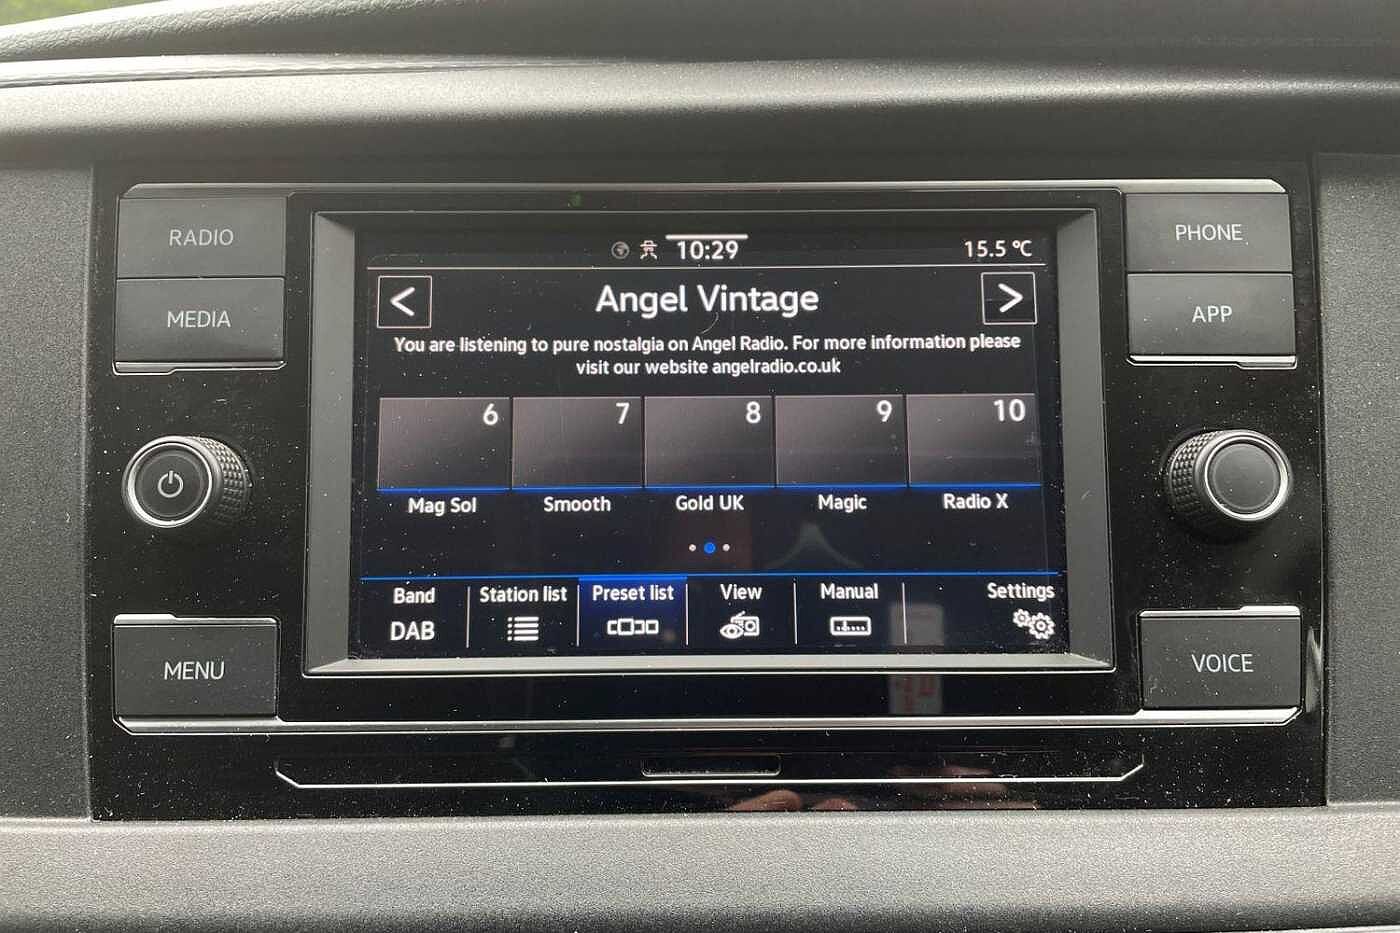 RADIO
MEDIA
MENU
10:29
15.5 °C
<
Angel Vintage
>
You are listening to pure nostalgia on Angel Radio. For more information please
visit our website angelradio.co.uk
6 7 8 9 10
Mag Sol Smooth Gold UK Magic Radio X
Band Station list Preset list View Manual Settings
DAB
PHONE
APP
VOICE